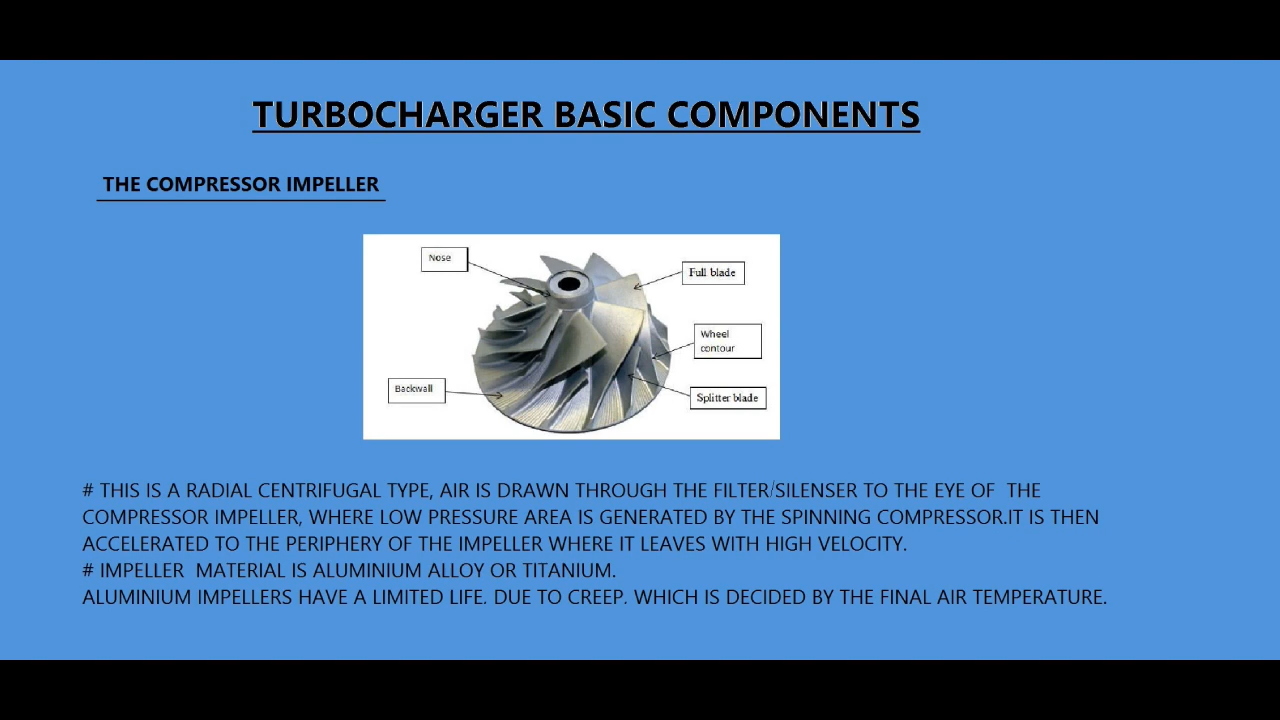 TURBOCHARGER BASIC COMPONENTS
THE COMPRESSOR IMPELLER
Nose
Full blade
Wheel
contour
Backwall
Splitter blade
# THIS IS A RADIAL CENTRIFUGAL TYPE, AIR IS DRAWN THROUGH THE FILTER/SILENSER TO THE EYE OF  THE
COMPRESSOR IMPELLER, WHERE LOW PRESSURE AREA IS GENERATED BY THE SPINNING COMPRESSOR.IT IS THEN
ACCELERATED TO THE PERIPHERY OF THE IMPELLER WHERE IT LEAVES WITH HIGH VELOCITY.
# IMPELLER  MATERIAL IS ALUMINIUM ALLOY OR TITANIUM.
ALUMINIUM IMPELLERS HAVE A LIMITED LIFE. DUE TO CREEP. WHICH IS DECIDED BY THE FINAL AIR TEMPERATURE.